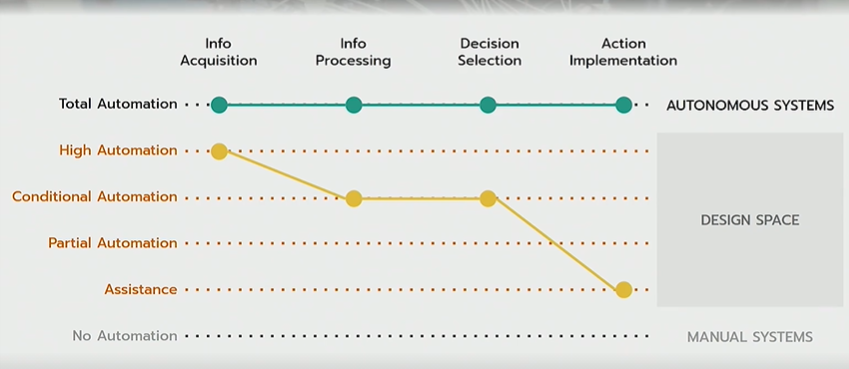 Info
Acquisition
Info
Processing
Decision
Selection
Action
Implementation
Total Automation
AUTONOMOUS SYSTEMS
High Automation
Conditional Automation
DESIGN SPACE
Partial Automation
Assistance
No Automation
MANUAL SYSTEMS